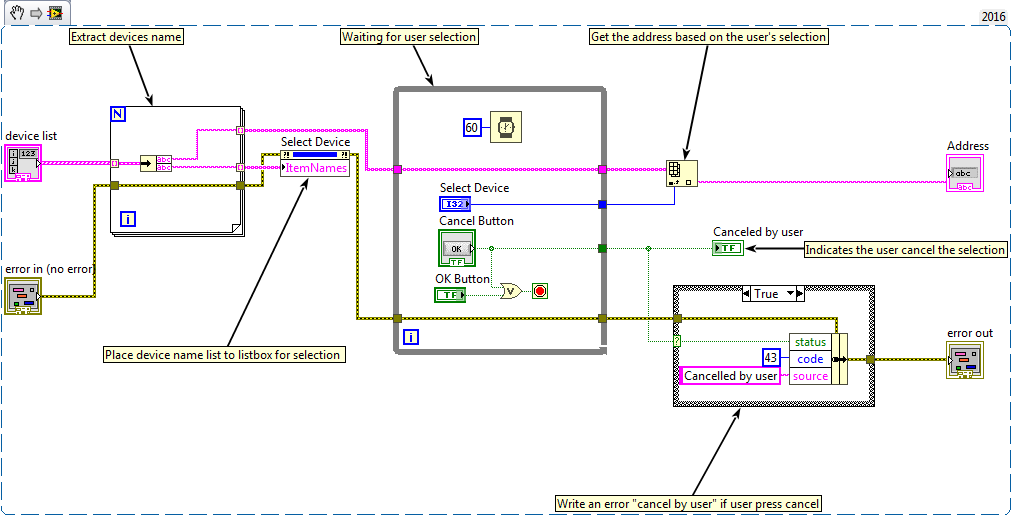 2016
Extract devices name
Waiting for user selection
Get the address based on the user's selection
N
60
device list
123
Select Device
abc
abc
ItemNames
Address
abc
abc
Select Device
I32
i
Cancel Button
OK
TF
Canceled by user
TF
Indicates the user cancel the selection
error in (no error)
OK Button
TF
V
True
i
Place device name list to listbox for selection
error out
?
status
43
code
Cancelled by user
source
Write an error "cancel by user" if user press cancel